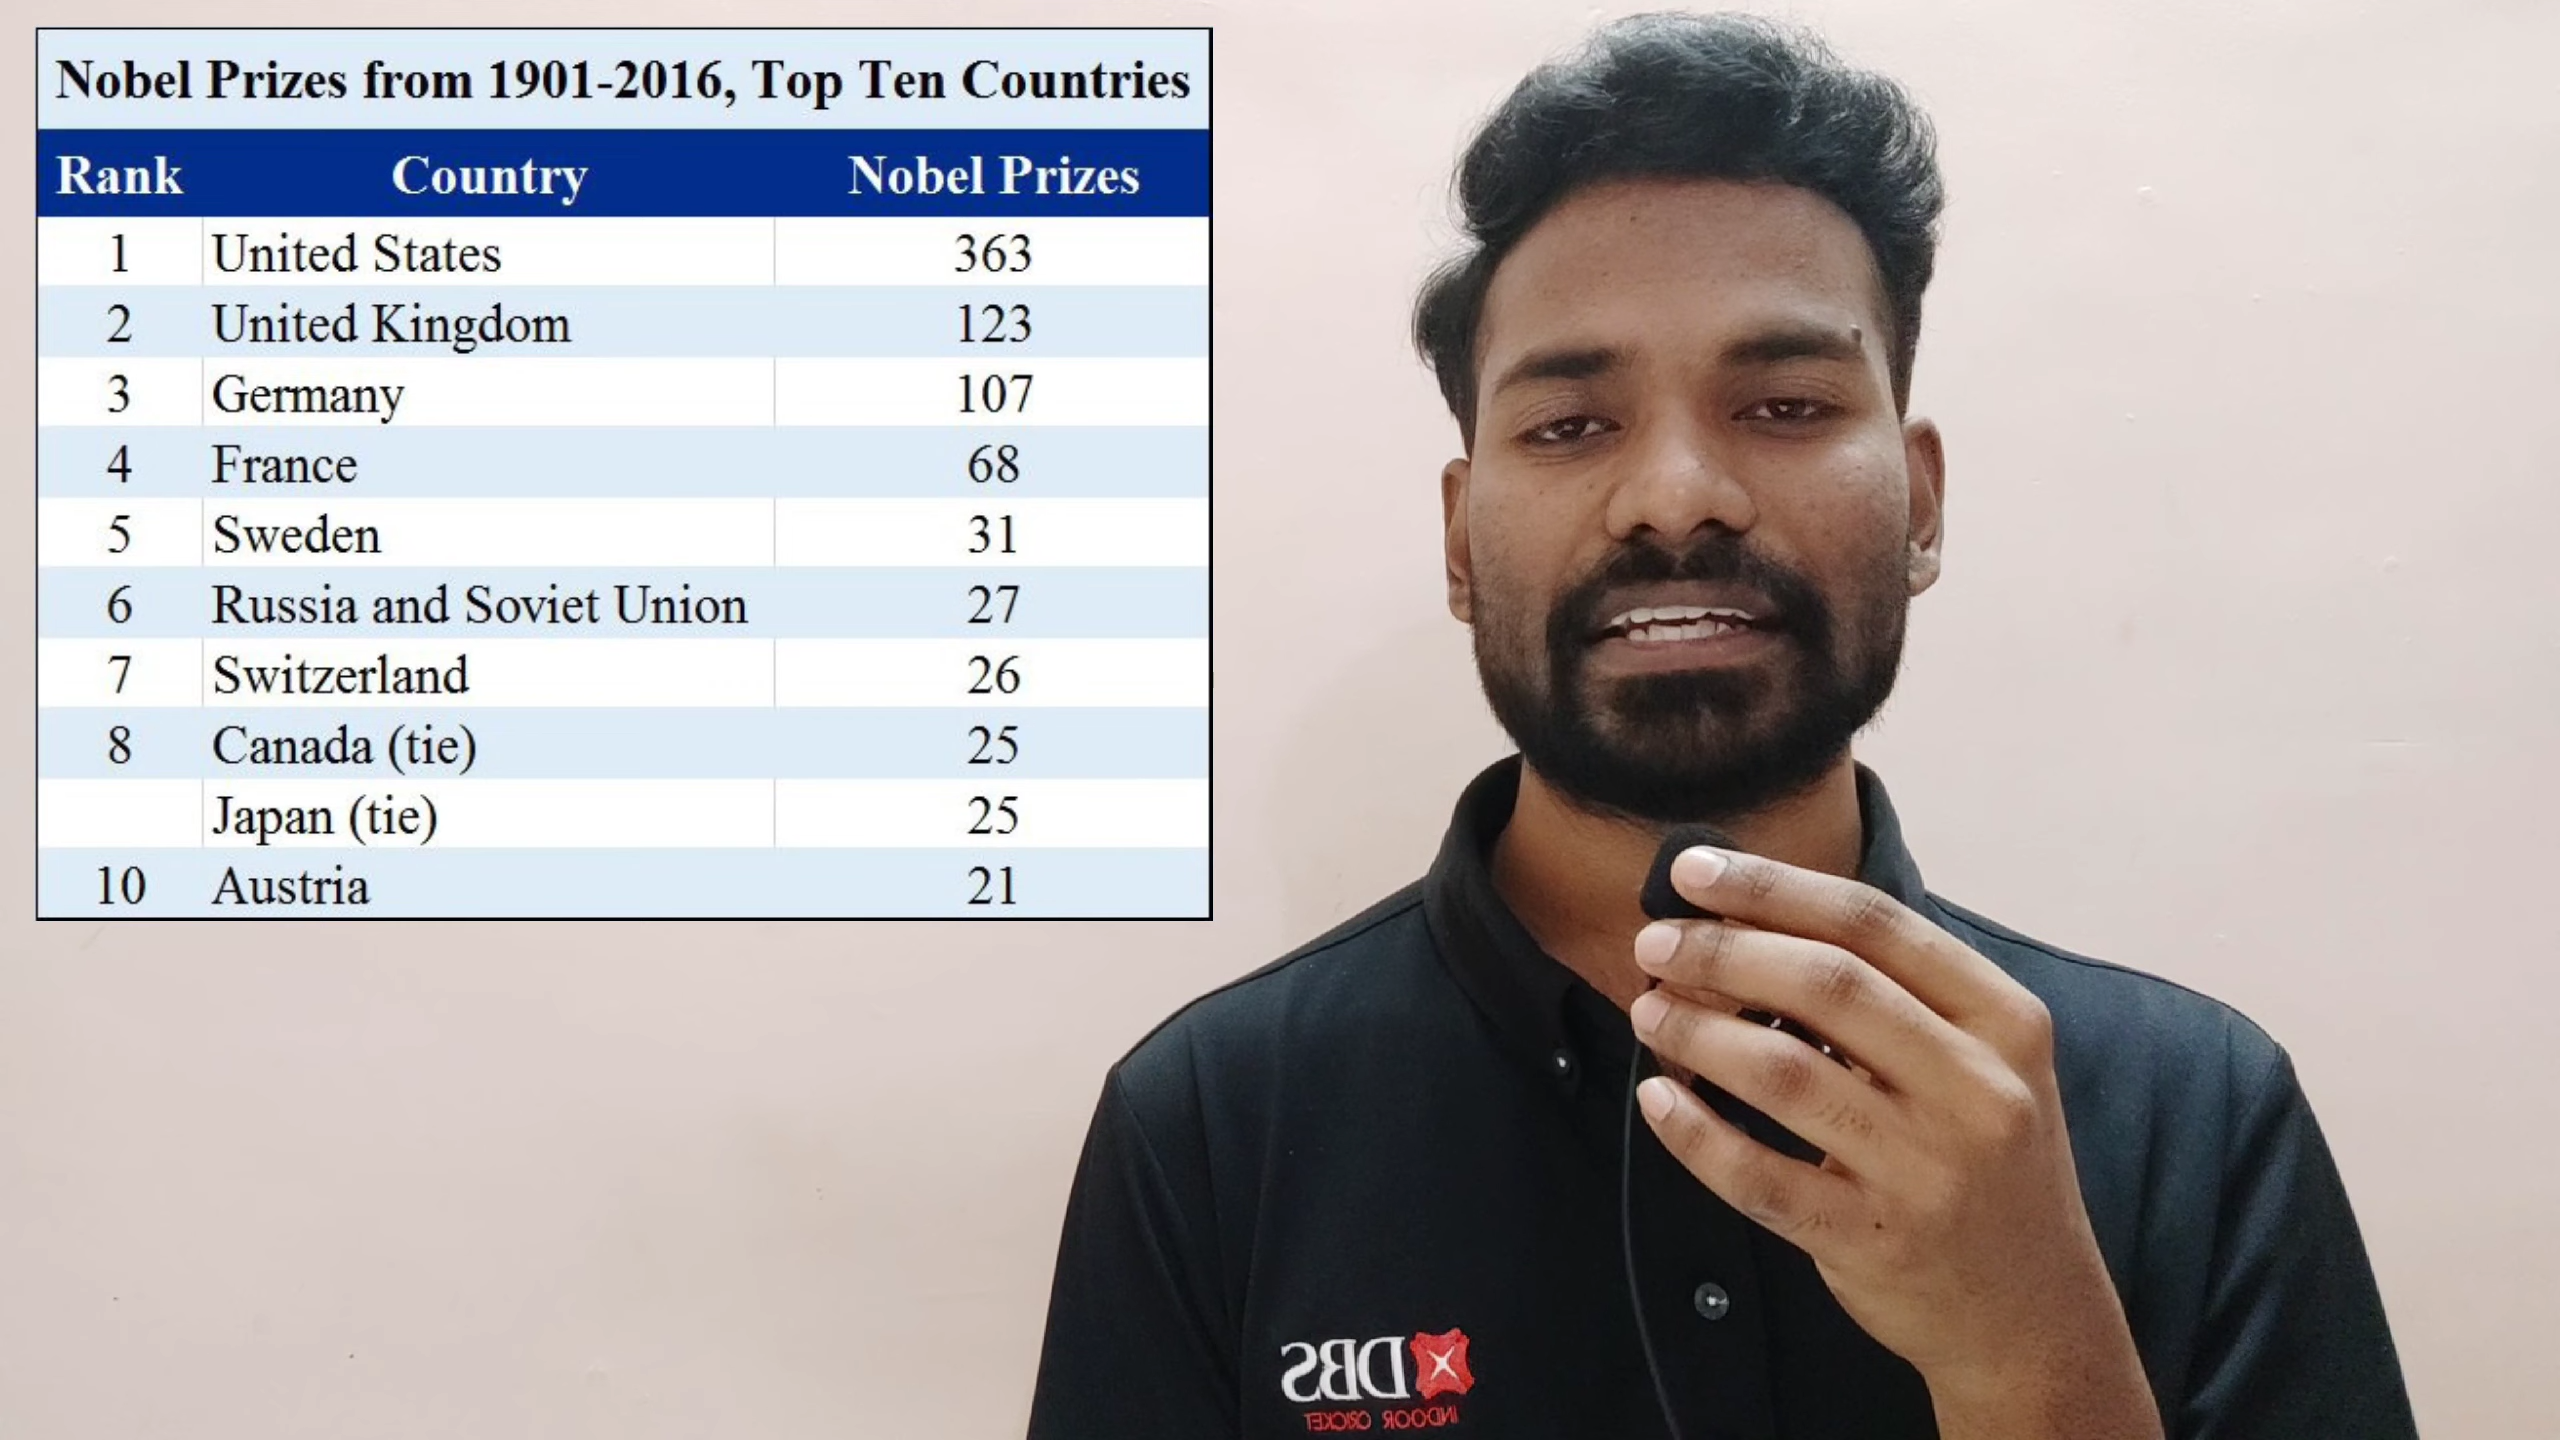 Nobel Prizes from 1901-2016, Top Ten Countries
Rank Country Nobel Prizes
1 United States 363
2 United Kingdom 123
3 Germany 107
4 France 68
5 Sweden 31
6 Russia and Soviet Union 27
7 Switzerland 26
8 Canada (tie) 25
Japan (tie) 25
10 Austria 21
DBS
INDOOR CRICKET